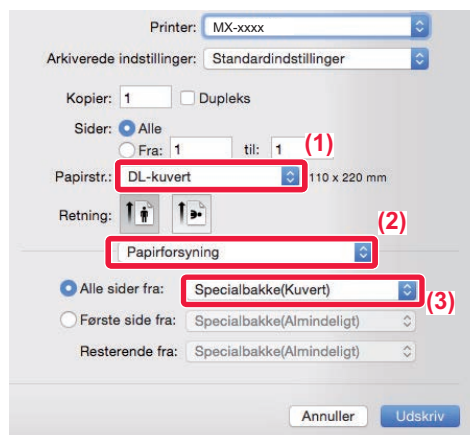 Printer: MX-xxxx
Arkiverede indstillinger: Standardindstillinger
Kopier: 1 Dupleks
Sider: Alle
Fra: 1 til: 1 (1)
Papirstr.: DL-kuvert 110 x 220 mm
Retning:
(2)
Papirforsyning
Alle sider fra: Specialbakke(Kuvert)
(3)
Første side fra: Specialbakke(Almindeligt)
Resterende fra: Specialbakke(Almindeligt)
Annuller Udskriv